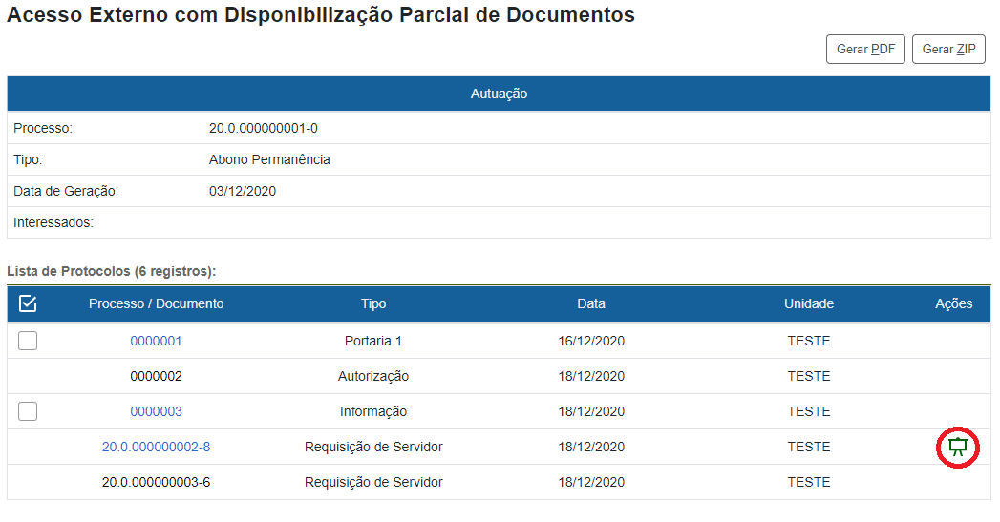 Acesso Externo com Disponibilização Parcial de Documentos
Gerar PDF Gerar ZIP
Autuação
Processo: 20.0.000000001-0
Tipo: Abono Permanência
Data de Geração: 03/12/2020
Interessados:
Lista de Protocolos (6 registros):
Processo / Documento Tipo Data Unidade Ações
0000001 Portaria 1 16/12/2020 TESTE
0000002 Autorização 18/12/2020 TESTE
0000003 Informação 18/12/2020 TESTE
20.0.000000002-8 Requisição de Servidor 18/12/2020 TESTE
20.0.000000003-6 Requisição de Servidor 18/12/2020 TESTE